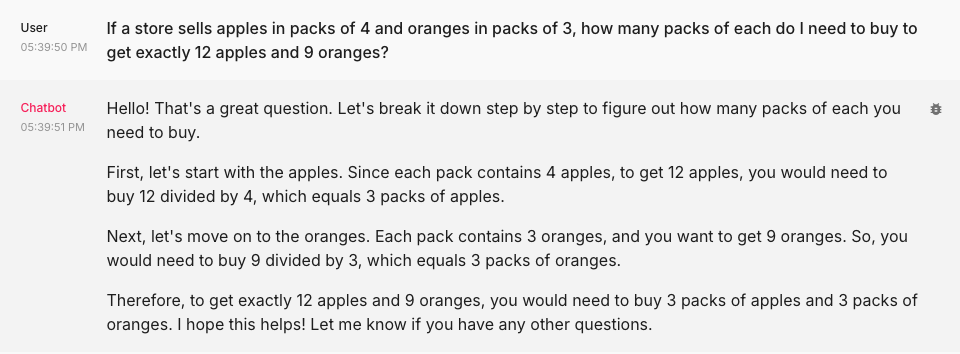 User
05:39:50 PM
If a store sells apples in packs of 4 and oranges in packs of 3, how many packs of each do I need to buy to
get exactly 12 apples and 9 oranges?
Chatbot
05:39:51 PM
Hello! That's a great question. Let's break it down step by step to figure out how many packs of each you
need to buy.
First, let's start with the apples. Since each pack contains 4 apples, to get 12 apples, you would need to
buy 12 divided by 4, which equals 3 packs of apples.
Next, let's move on to the oranges. Each pack contains 3 oranges, and you want to get 9 oranges. So, you
would need to buy 9 divided by 3, which equals 3 packs of oranges.
Therefore, to get exactly 12 apples and 9 oranges, you would need to buy 3 packs of apples and 3 packs of
oranges. I hope this helps! Let me know if you have any other questions.